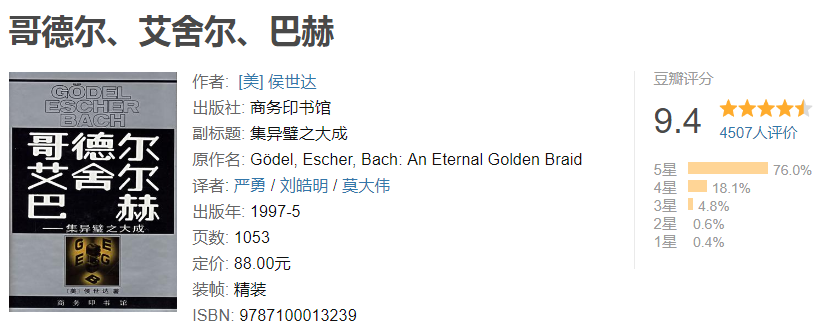 哥德尔、艾舍尔、巴赫
GÖDEL
ESCHER
BACH
哥德尔
艾舍尔
巴赫
——集异璧之大成
[美] 侯世达 著
商务印书馆
作者: [美] 侯世达
出版社: 商务印书馆
副标题: 集异璧之大成
原作名: Gödel, Escher, Bach: An Eternal Golden Braid
译者: 严勇 / 刘皓明 / 莫大伟
出版年: 1997-5
页数: 1053
定价: 88.00元
装帧: 精装
ISBN: 9787100013239
豆瓣评分
9.4
4507人评价
5星 76.0%
4星 18.1%
3星 4.8%
2星 0.6%
1星 0.4%